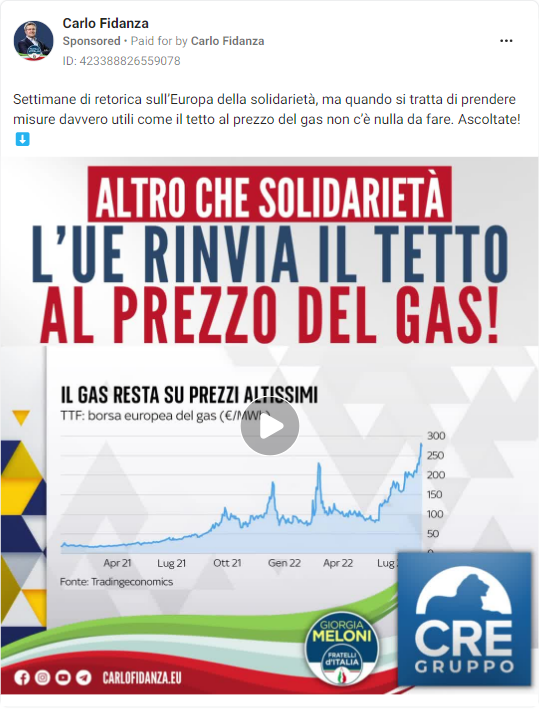 Carlo Fidanza
Sponsored • Paid for by Carlo Fidanza
ID: 423388826559078
Settimane di retorica sull'Europa della solidarietà, ma quando si tratta di prendere
misure davvero utili come il tetto al prezzo del gas non c'è nulla da fare. Ascoltate!
ALTRO CHE SOLIDARIETÀ
L'UE RINVIA IL TETTO
AL PREZZO DEL GAS!
IL GAS RESTA SU PREZZI ALTISSIMI
TTF: borsa europea del gas (€/MWh)
300
250
200
150
100
50
0
Apr 21 Lug 21 Ott 21 Gen 22 Apr 22 Lug
Fonte: Tradingeconomics
GIORGIA
MELONI
FRATELLI
d'ITALIA
CRE
GRUPPO
CARLOFIDANZA.EU